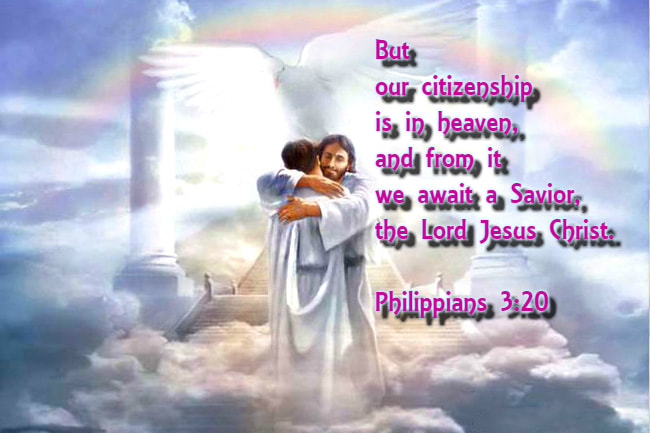 But
our citizenship
is in heaven,
and from it
we await a Savior,
the Lord Jesus Christ.
Philippians 3:20